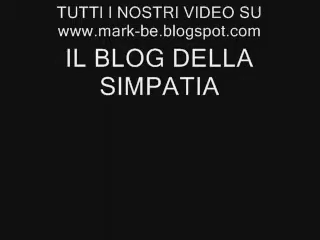 TUTTI I NOSTRI VIDEO SU
www.mark-be.blogspot.com
IL BLOG DELLA
SIMPATIA